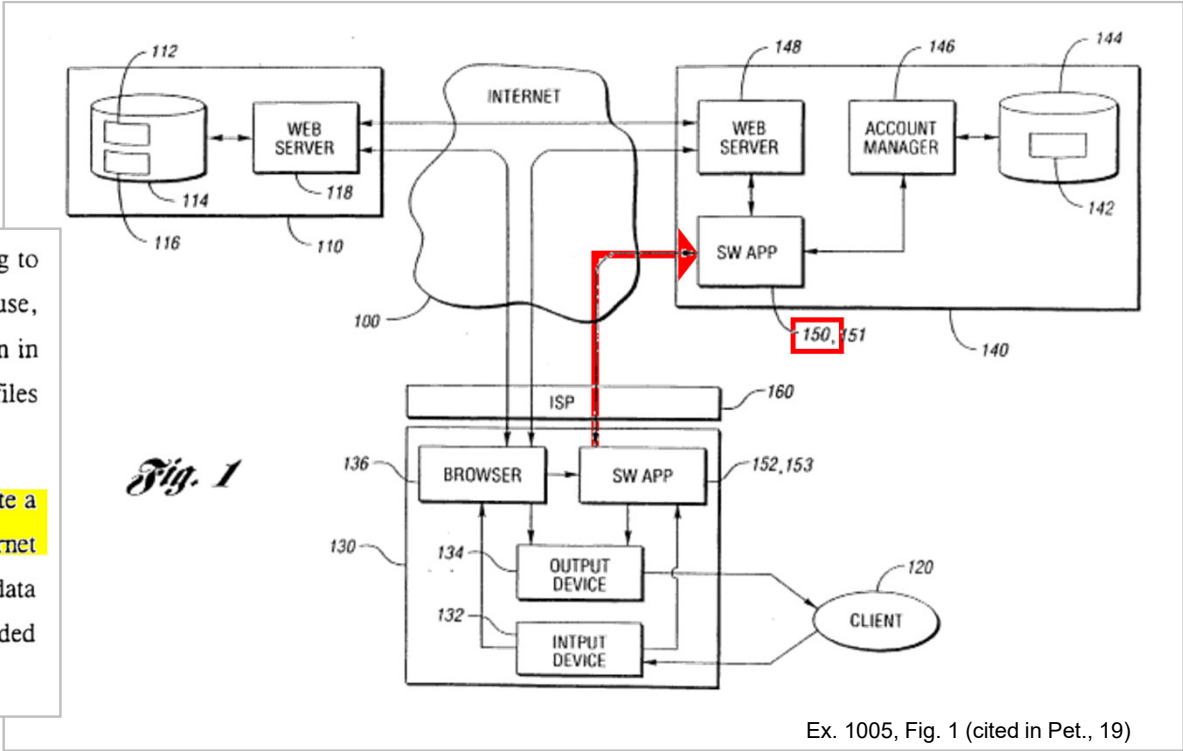 112
148
146
144
INTERNET
WEB
SERVER
WEB
SERVER
ACCOUNT
MANAGER
118
114
142
116
110
SW APP
100
150, 151
140
g to
use,
n in
files
te a
rnet
data
ded
ISP
160
Fig. 1
136
BROWSER
SW APP
152,153
130
134
OUTPUT
DEVICE
120
CLIENT
132
INTPUT
DEVICE
Ex. 1005, Fig. 1 (cited in Pet., 19)